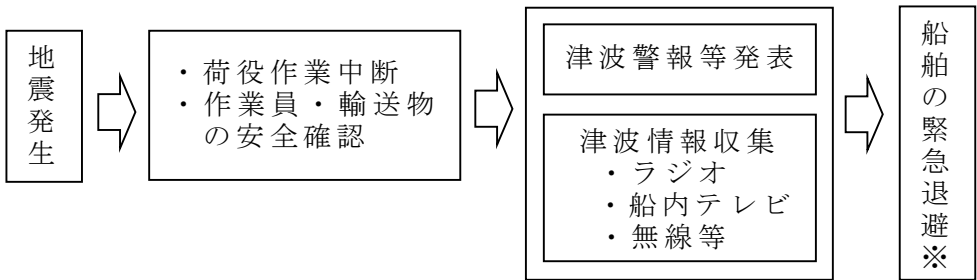 地震発生
・荷役作業中断
・作業員・輸送物
の安全確認
津波警報等発表
津波情報収集
・ラジオ
・船内テレビ
・無線等
船舶の緊急退避※